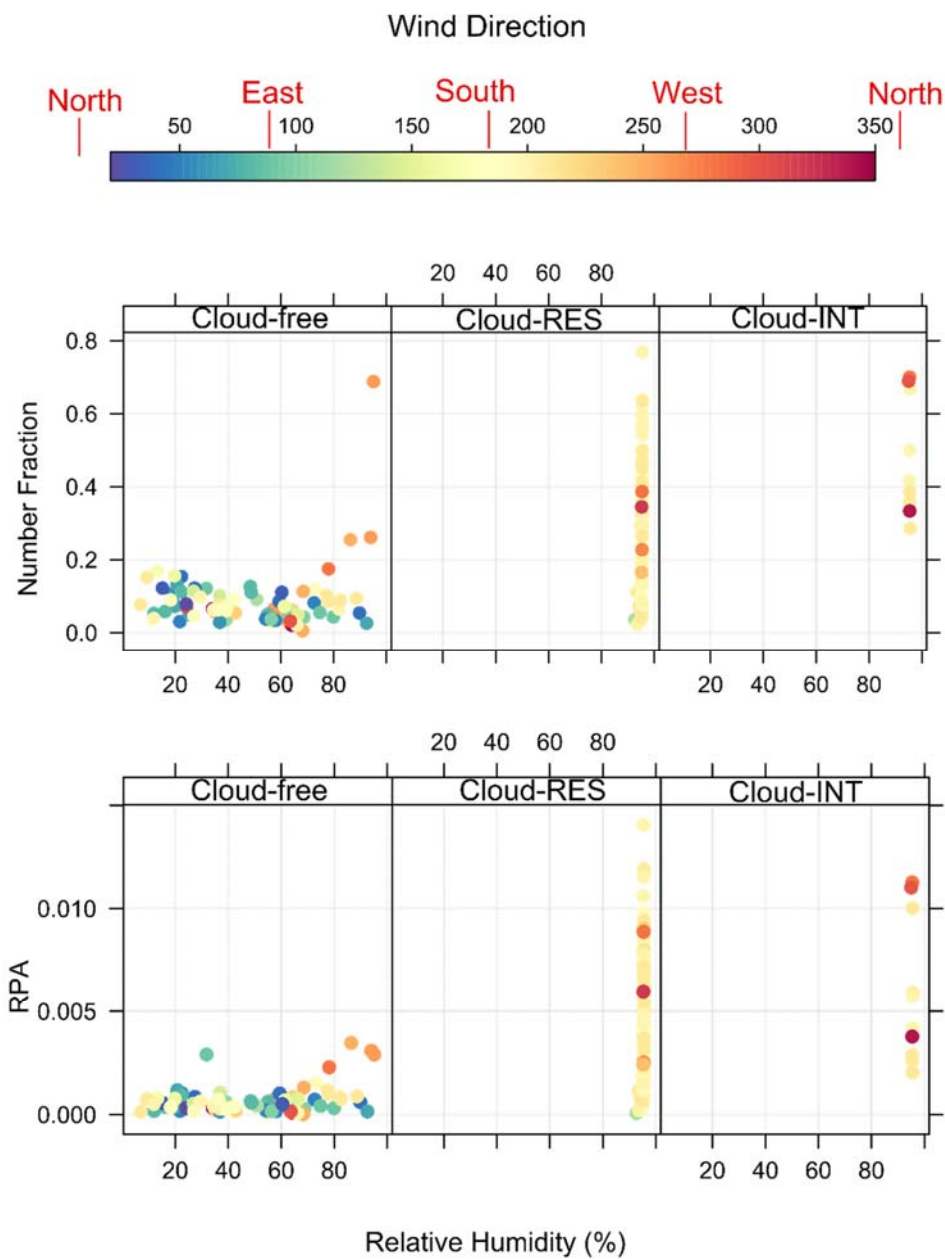 Wind Direction
North East South West North
50 100 150 200 250 300 350
20 40 60 80
Cloud-free Cloud-RES Cloud-INT
0.8
0.6
0.4
0.2
0.0
Number Fraction
20 40 60 80 20 40 60 80
20 40 60 80
Cloud-free Cloud-RES Cloud-INT
0.010
0.005
0.000
RPA
20 40 60 80 20 40 60 80
Relative Humidity (%)